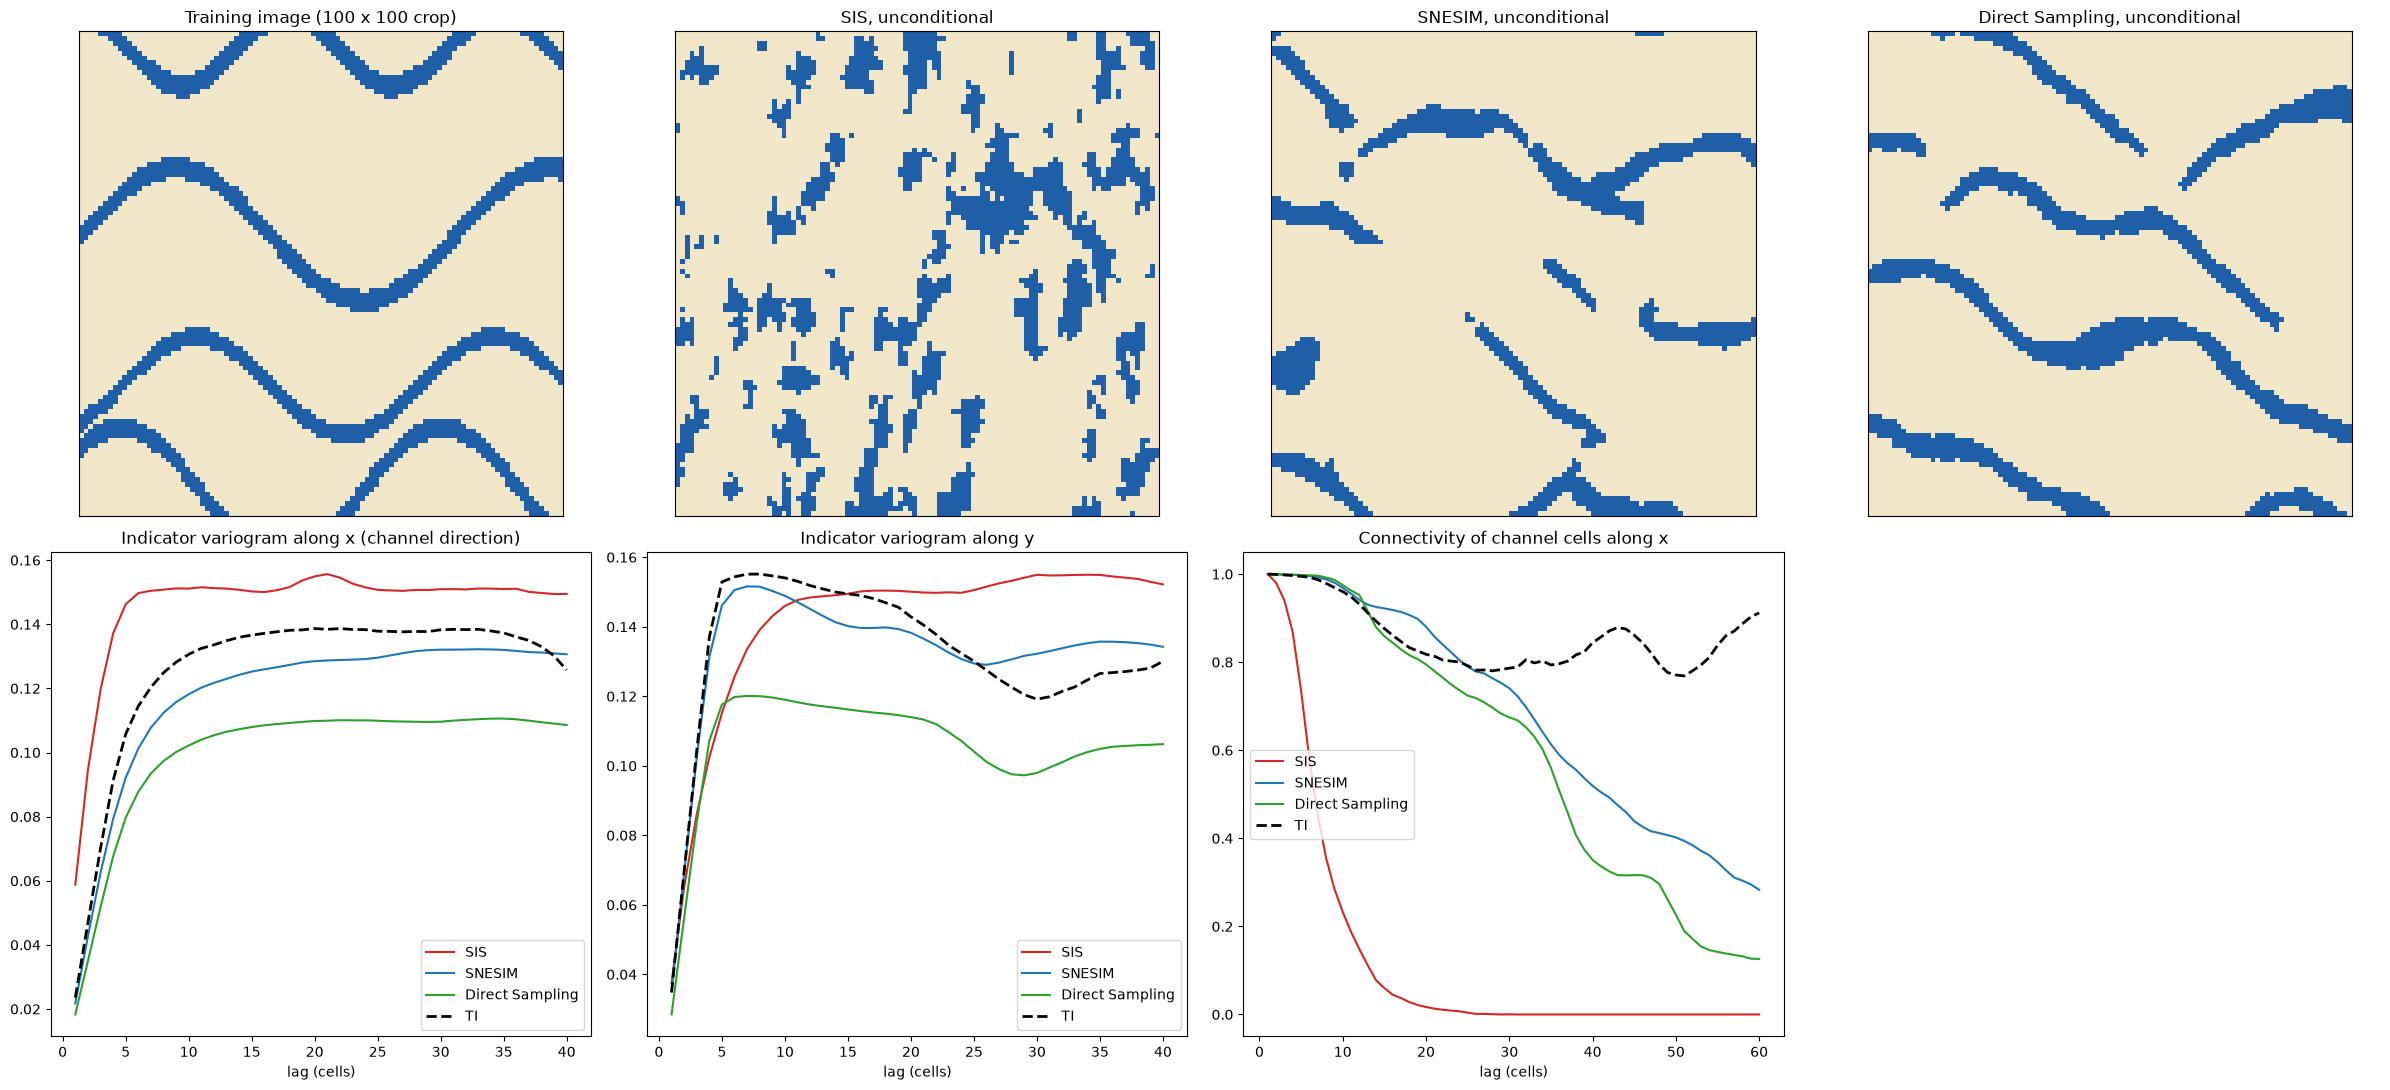 Training image (100 x 100 crop)
SIS, unconditional
SNESIM, unconditional
Direct Sampling, unconditional
Indicator variogram along x (channel direction)
0.16
0.14
0.12
0.10
0.08
0.06
0.04
0.02
0 5 10 15 20 25 30 35 40
lag (cells)
SIS
SNESIM
Direct Sampling
TI
Indicator variogram along y
0.16
0.14
0.12
0.10
0.08
0.06
0.04
0 5 10 15 20 25 30 35 40
lag (cells)
SIS
SNESIM
Direct Sampling
TI
Connectivity of channel cells along x
1.0
0.8
0.6
0.4
0.2
0.0
0 10 20 30 40 50 60
lag (cells)
SIS
SNESIM
Direct Sampling
TI